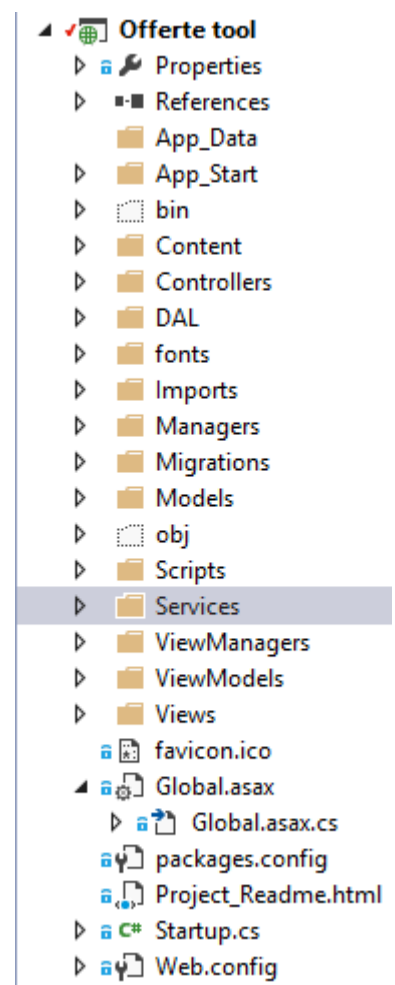 Offerte tool
Properties
References
App_Data
App_Start
bin
Content
Controllers
DAL
fonts
Imports
Managers
Migrations
Models
obj
Scripts
Services
ViewManagers
ViewModels
Views
favicon.ico
Global.asax
Global.asax.cs
packages.config
Project_Readme.html
C# Startup.cs
Web.config